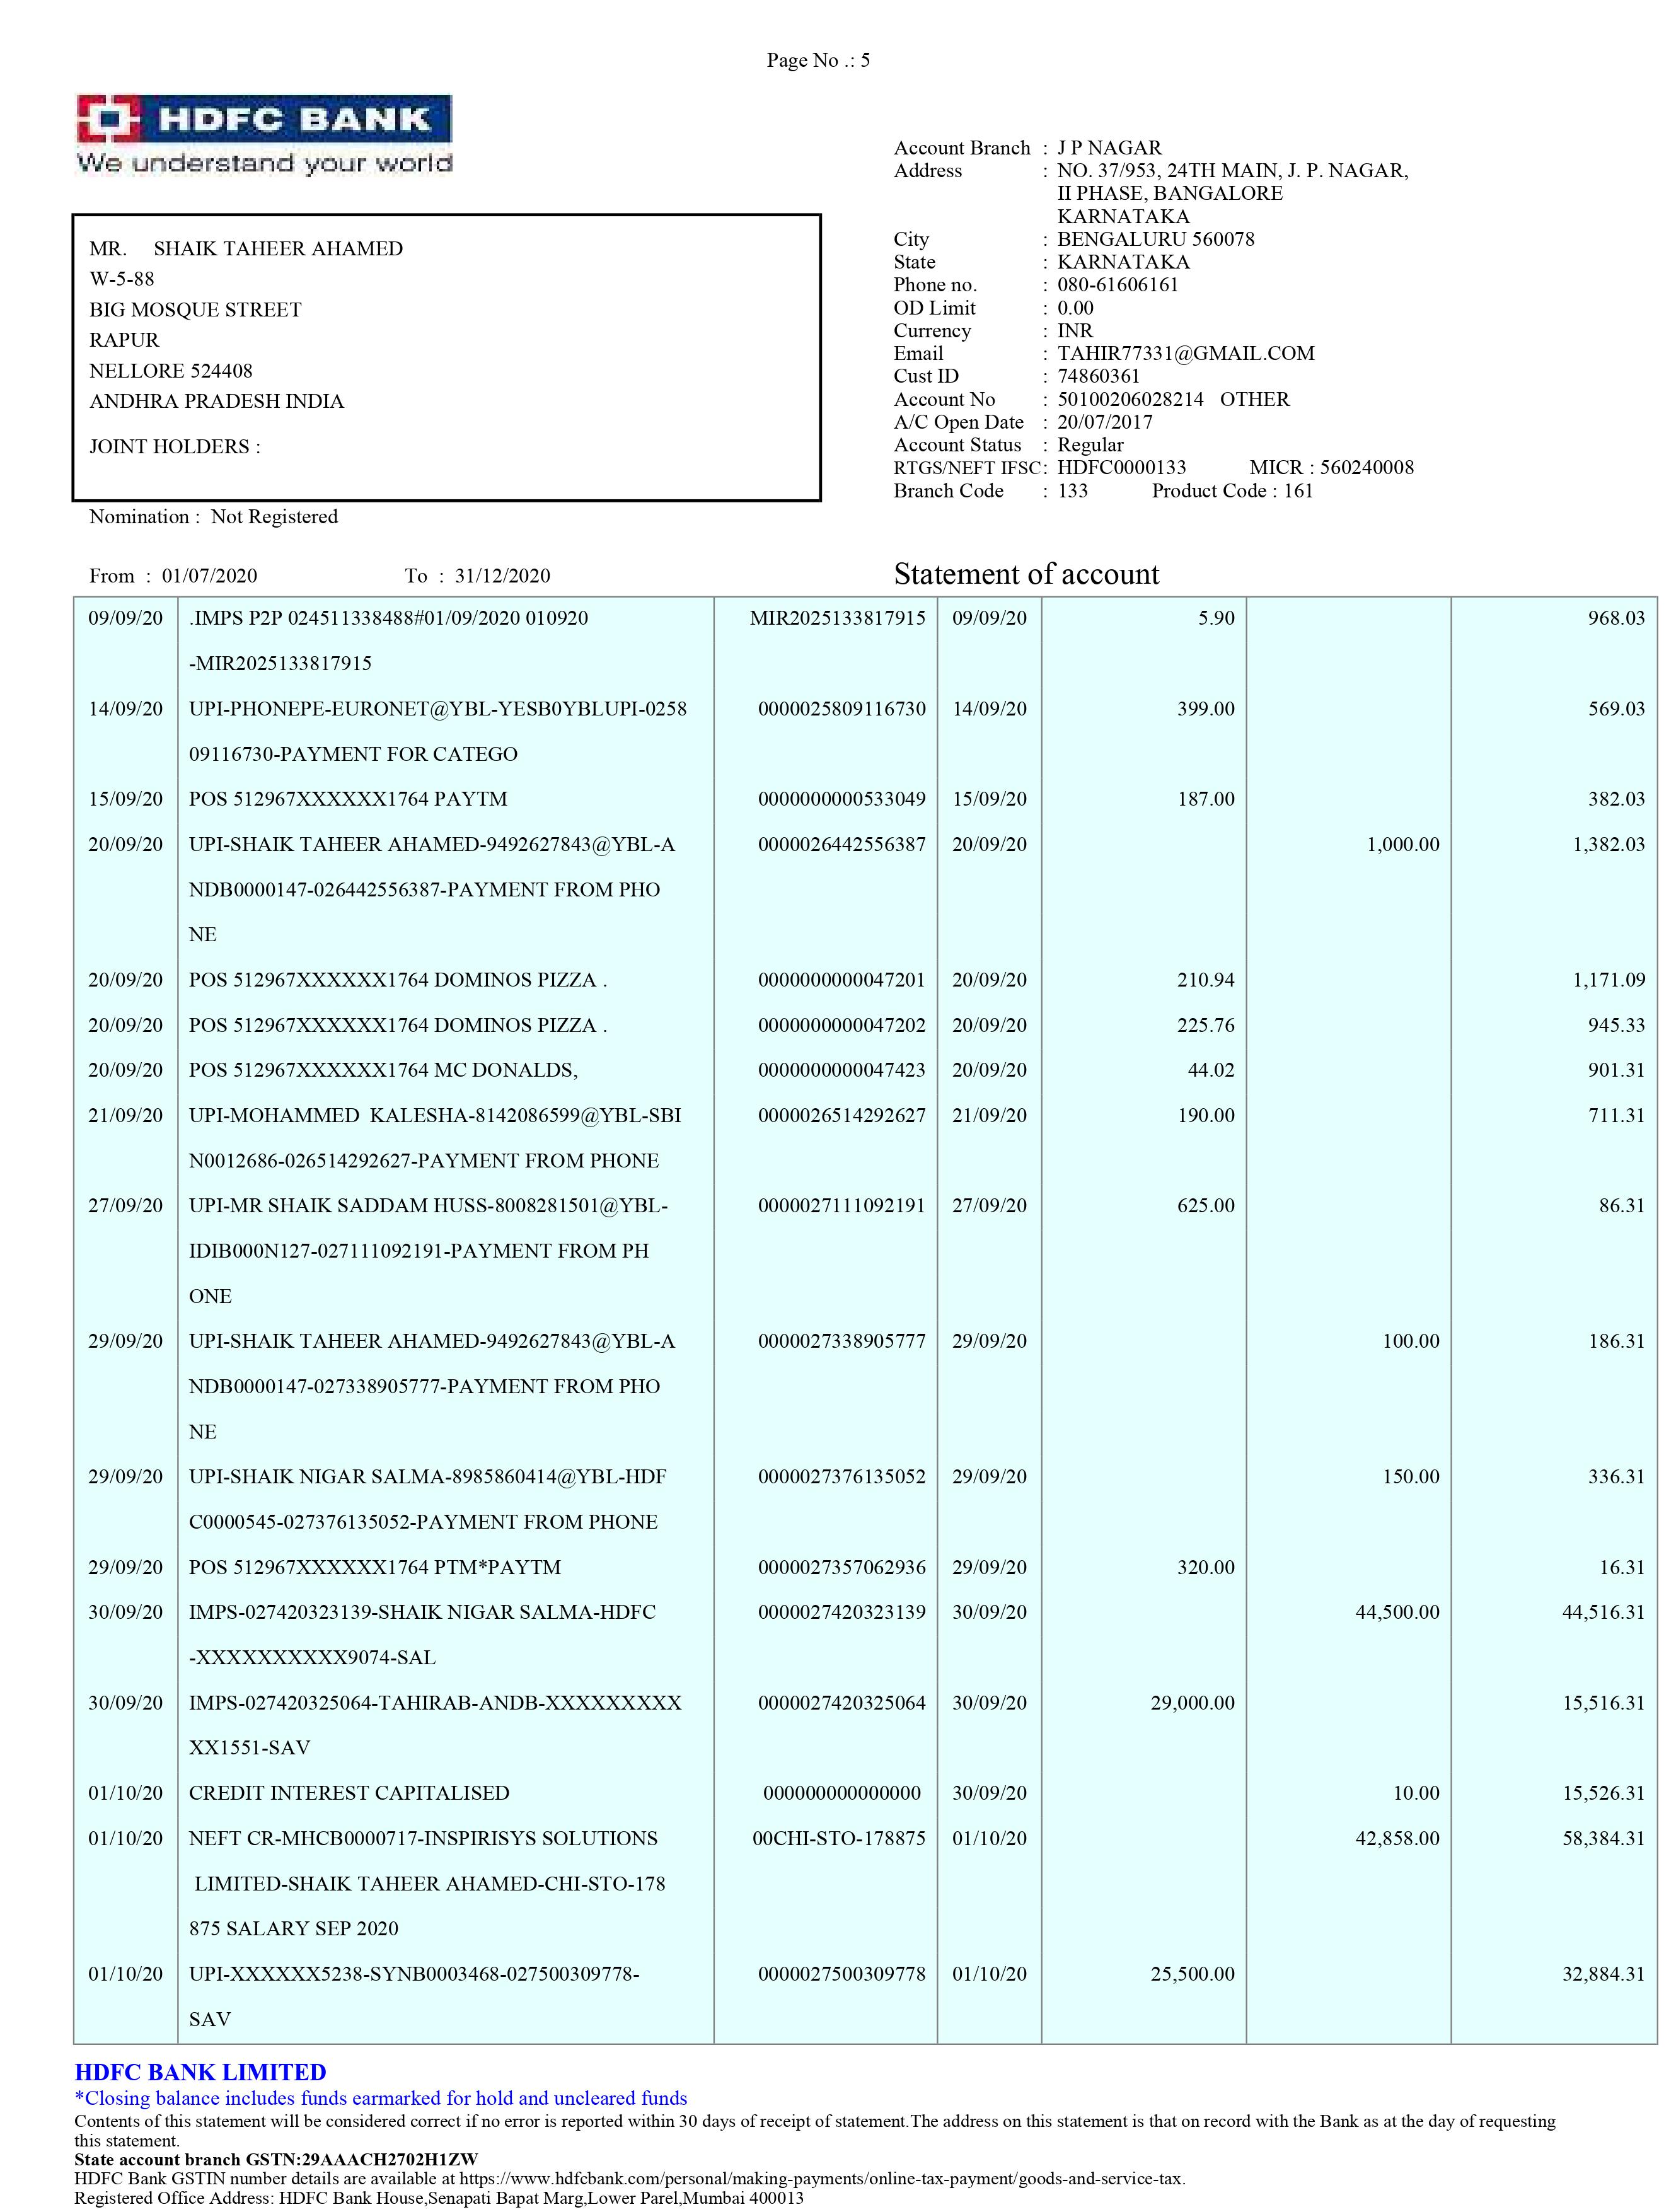 Page No .: 5
HDFC BANK
We understand your world
Account Branch : J P NAGAR
Address : NO. 37/953, 24TH MAIN, J. P. NAGAR,
II PHASE, BANGALORE
KARNATAKA
City : BENGALURU 560078
State : KARNATAKA
Phone no. : 080-61606161
OD Limit : 0.00
Currency : INR
Email : TAHIR77331@GMAIL.COM
Cust ID : 74860361
Account No : 50100206028214 OTHER
A/C Open Date : 20/07/2017
Account Status : Regular
RTGS/NEFT IFSC : HDFC0000133 MICR : 560240008
Branch Code : 133 Product Code : 161
MR. SHAIK TAHEER AHAMED
W-5-88
BIG MOSQUE STREET
RAPUR
NELLORE 524408
ANDHRA PRADESH INDIA
JOINT HOLDERS :
Nomination : Not Registered
From : 01/07/2020 To : 31/12/2020 Statement of account
09/09/20 .IMPS P2P 024511338488#01/09/2020 010920 MIR2025133817915 09/09/20 5.90 968.03
-MIR2025133817915
14/09/20 UPI-PHONEPE-EURONET@YBL-YESB0YBLUPI-0258 0000025809116730 14/09/20 399.00 569.03
09116730-PAYMENT FOR CATEGO
15/09/20 POS 512967XXXXXX1764 PAYTM 0000000000533049 15/09/20 187.00 382.03
20/09/20 UPI-SHAIK TAHEER AHAMED-9492627843@YBL-A 0000026442556387 20/09/20 1,000.00 1,382.03
NDB0000147-026442556387-PAYMENT FROM PHO
NE
20/09/20 POS 512967XXXXXX1764 DOMINOS PIZZA . 0000000000047201 20/09/20 210.94 1,171.09
20/09/20 POS 512967XXXXXX1764 DOMINOS PIZZA . 0000000000047202 20/09/20 225.76 945.33
20/09/20 POS 512967XXXXXX1764 MC DONALDS, 0000000000047423 20/09/20 44.02 901.31
21/09/20 UPI-MOHAMMED KALESHA-8142086599@YBL-SBI 0000026514292627 21/09/20 190.00 711.31
N0012686-026514292627-PAYMENT FROM PHONE
27/09/20 UPI-MR SHAIK SADDAM HUSS-8008281501@YBL- 0000027111092191 27/09/20 625.00 86.31
IDIB000N127-027111092191-PAYMENT FROM PH
ONE
29/09/20 UPI-SHAIK TAHEER AHAMED-9492627843@YBL-A 0000027338905777 29/09/20 100.00 186.31
NDB0000147-027338905777-PAYMENT FROM PHO
NE
29/09/20 UPI-SHAIK NIGAR SALMA-8985860414@YBL-HDF 0000027376135052 29/09/20 150.00 336.31
C0000545-027376135052-PAYMENT FROM PHONE
29/09/20 POS 512967XXXXXX1764 PTM*PAYTM 0000027357062936 29/09/20 320.00 16.31
30/09/20 IMPS-027420323139-SHAIK NIGAR SALMA-HDFC 0000027420323139 30/09/20 44,500.00 44,516.31
-XXXXXXXXXX9074-SAL
30/09/20 IMPS-027420325064-TAHIRAB-ANDB-XXXXXXXXX 0000027420325064 30/09/20 29,000.00 15,516.31
XX1551-SAV
01/10/20 CREDIT INTEREST CAPITALISED 000000000000000 30/09/20 10.00 15,526.31
01/10/20 NEFT CR-MHCB0000717-INSPIRISYS SOLUTIONS 00CHI-STO-178875 01/10/20 42,858.00 58,384.31
LIMITED-SHAIK TAHEER AHAMED-CHI-STO-178
875 SALARY SEP 2020
01/10/20 UPI-XXXXXX5238-SYNB0003468-027500309778- 0000027500309778 01/10/20 25,500.00 32,884.31
SAV
HDFC BANK LIMITED
*Closing balance includes funds earmarked for hold and uncleared funds
Contents of this statement will be considered correct if no error is reported within 30 days of receipt of statement.The address on this statement is that on record with the Bank as at the day of requesting
this statement.
State account branch GSTN:29AAACH2702H1ZW
HDFC Bank GSTIN number details are available at https://www.hdfcbank.com/personal/making-payments/online-tax-payment/goods-and-service-tax.
Registered Office Address: HDFC Bank House,Senapati Bapat Marg,Lower Parel,Mumbai 400013